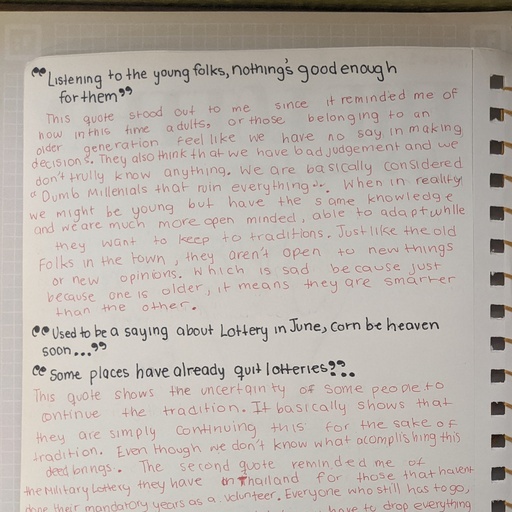 "Listening to the young folks, nothing's good enough
for them"
This quote stood out to me since it reminded me of
how in this time adults, or those belonging to an
older generation feel like we have no say in making
decisions. They also think that we have bad judgement and we
don't trully know anything. We are basically considered
"Dumb Millenials that ruin everything". When in reality
we might be young but have the same knowledge
and we are much more open minded, able to adapt while
they want to keep to traditions. Just like the old
folks in the town, they aren't open to new things
or new opinions. Which is sad because just
because one is older, it means they are smarter
than the other.
"Used to be a saying about Lottery in June, corn be heaven
soon..."
"Some places have already quit lotteries".
This quote shows the uncertainty of some people to
continue the tradition. It basically shows that
they are simply continuing this for the sake of
tradition. Even though we don't know what acomplishing this
deed brings. The second quote reminded me of
the Military Lottery they have in Thailand for those that havent
done their mandatory years as a volunteer. Everyone who still has to go,
have to drop everything